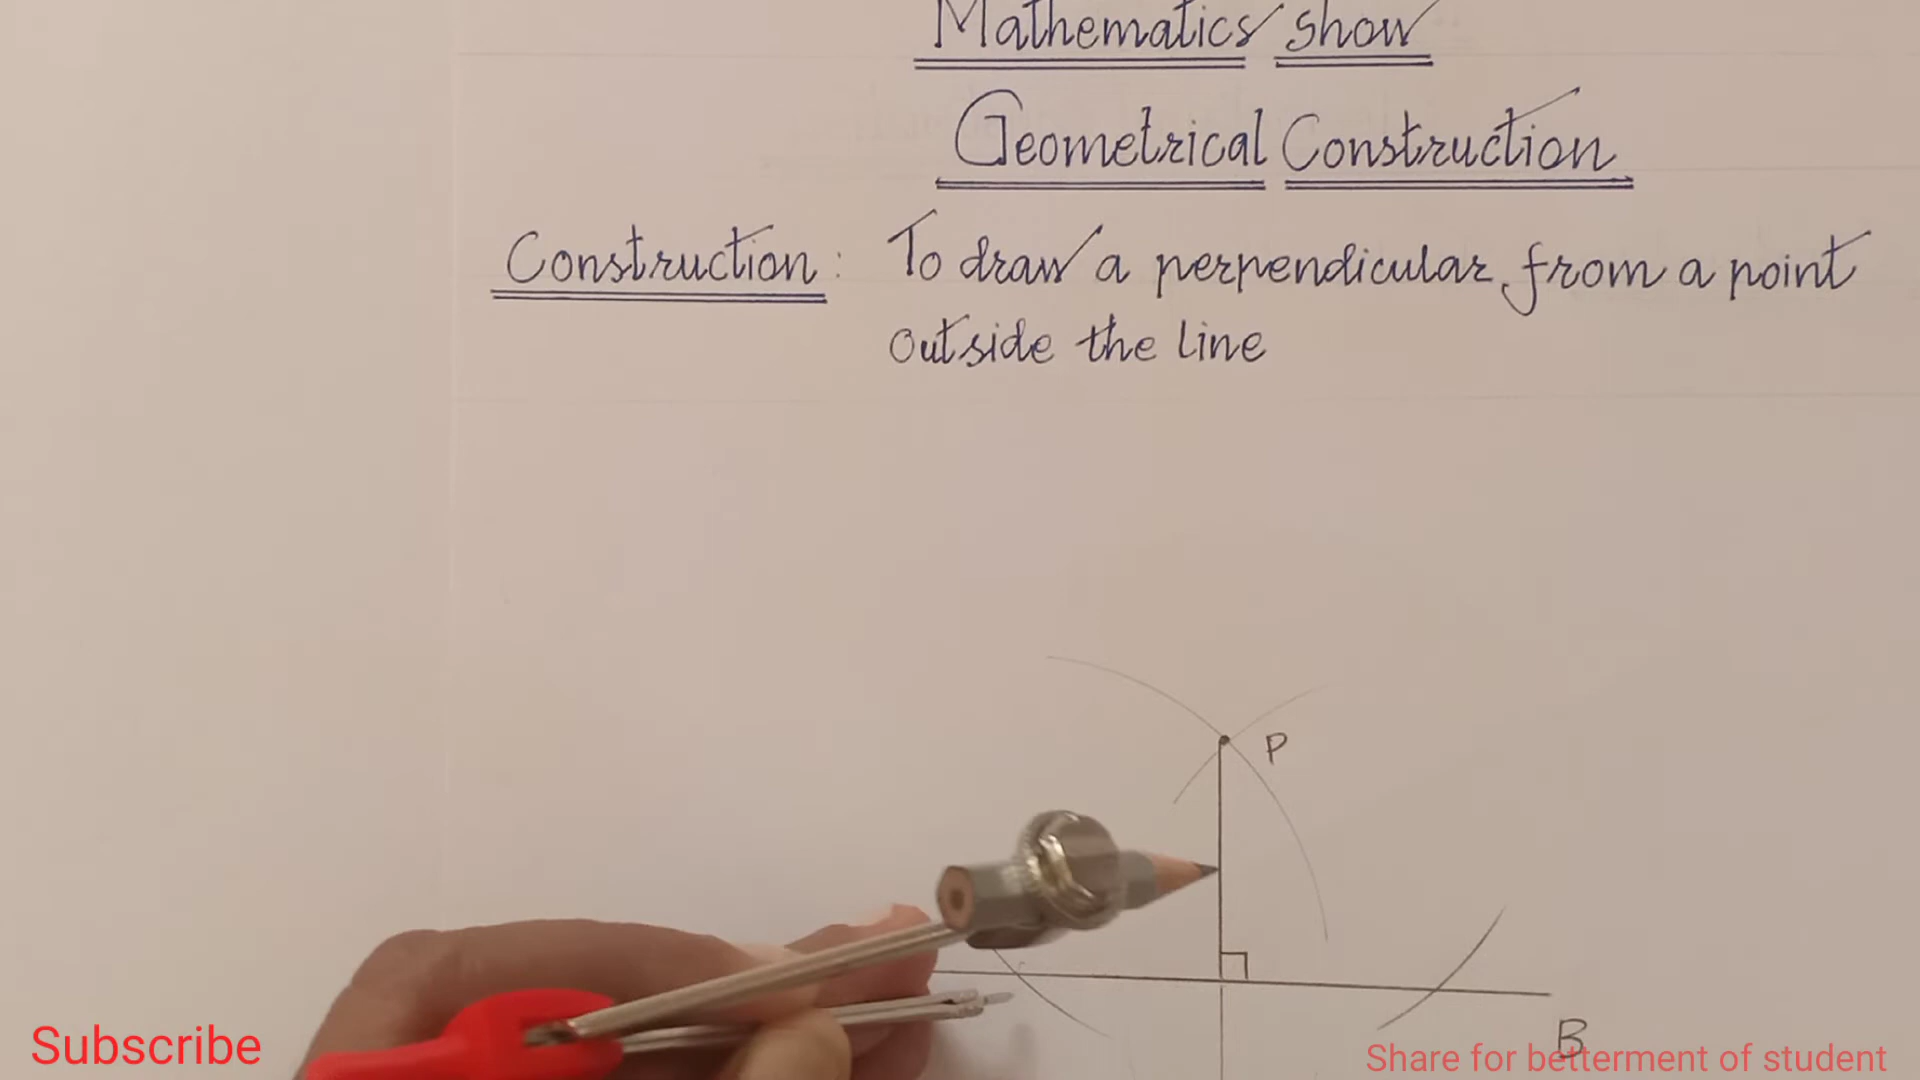 Mathematics show
Geometrical Construction
Construction: To draw a perpendicular, from a point
outside the line
P
B
Subscribe
Share for betterment of student